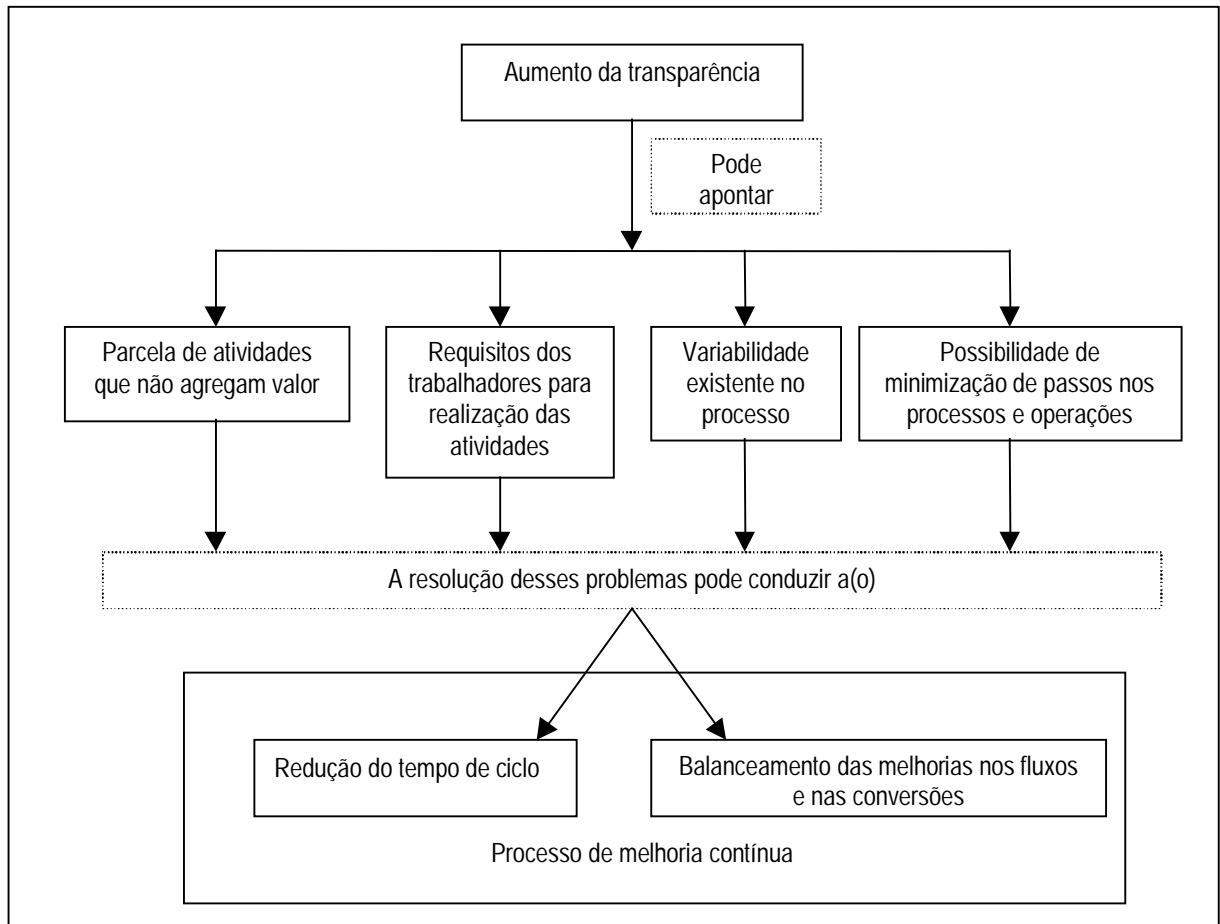 Aumento da transparência
Pode
apontar
Parcela de atividades
que não agregam valor
Requisitos dos
trabalhadores para
realização das
atividades
Variabilidade
existente no
processo
Possibilidade de
minimização de passos nos
processos e operações
A resolução desses problemas pode conduzir a(o)
Redução do tempo de ciclo
Balanceamento das melhorias nos fluxos
e nas conversões
Processo de melhoria contínua